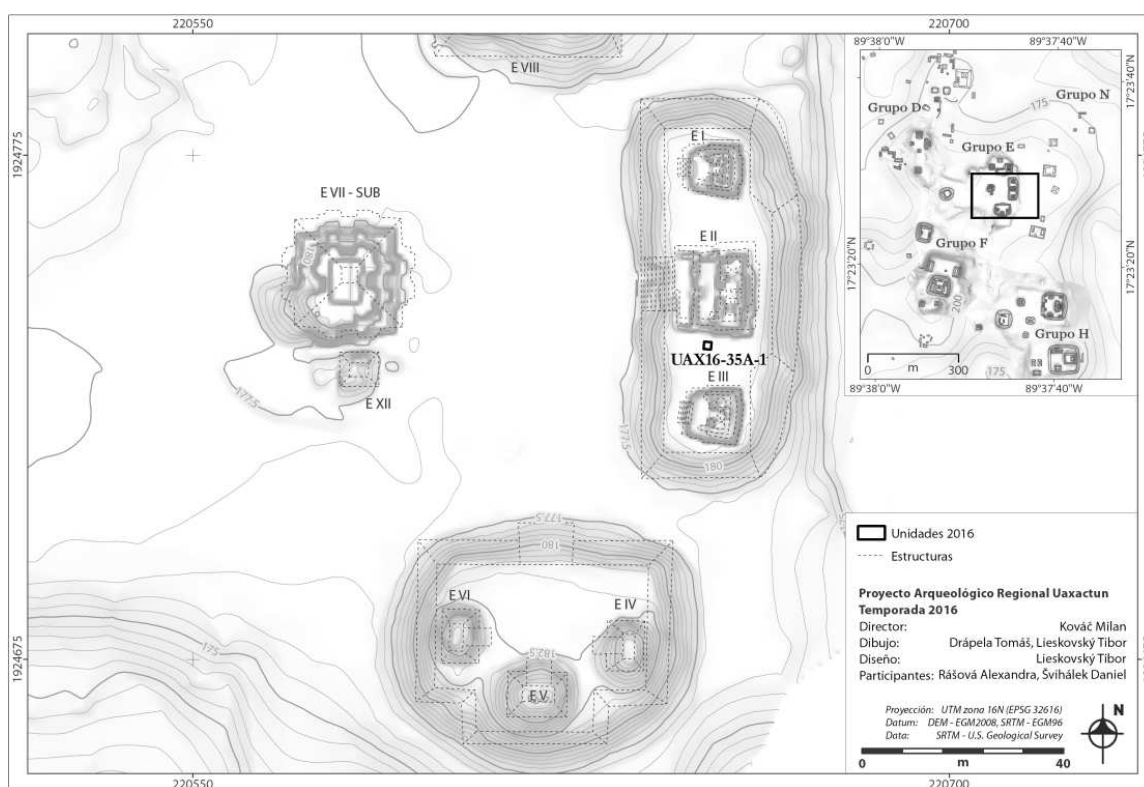 220550
220700
1924775
1924675
E VIII
E I
E VII - SUB
180
E II
UAX16-35A-1
E III
E XII
177.5
177.5
180
177.5
180
E VI
E IV
175
182.5
E V
220550
220700
89°38'0"W
89°37'40"W
Grupo N
175
Grupo D
Grupo E
17°23'40"N
17°23'20"N
17°23'20"N
Grupo F
200
Grupo H
0 m 300
175
89°38'0"W
89°37'40"W
Unidades 2016
Estructuras
Proyecto Arqueológico Regional Uaxactun
Temporada 2016
Director: Kováč Milan
Dibujo: Drápela Tomáš, Lieskovský Tibor
Diseño: Lieskovský Tibor
Participantes: Rášová Alexandra, Švihálek Daniel
Proyección: UTM zona 16N (EPSG 32616)
Datum: DEM - EGM2008, SRTM - EGM96
Data: SRTM - U.S. Geological Survey
N
0 m 40